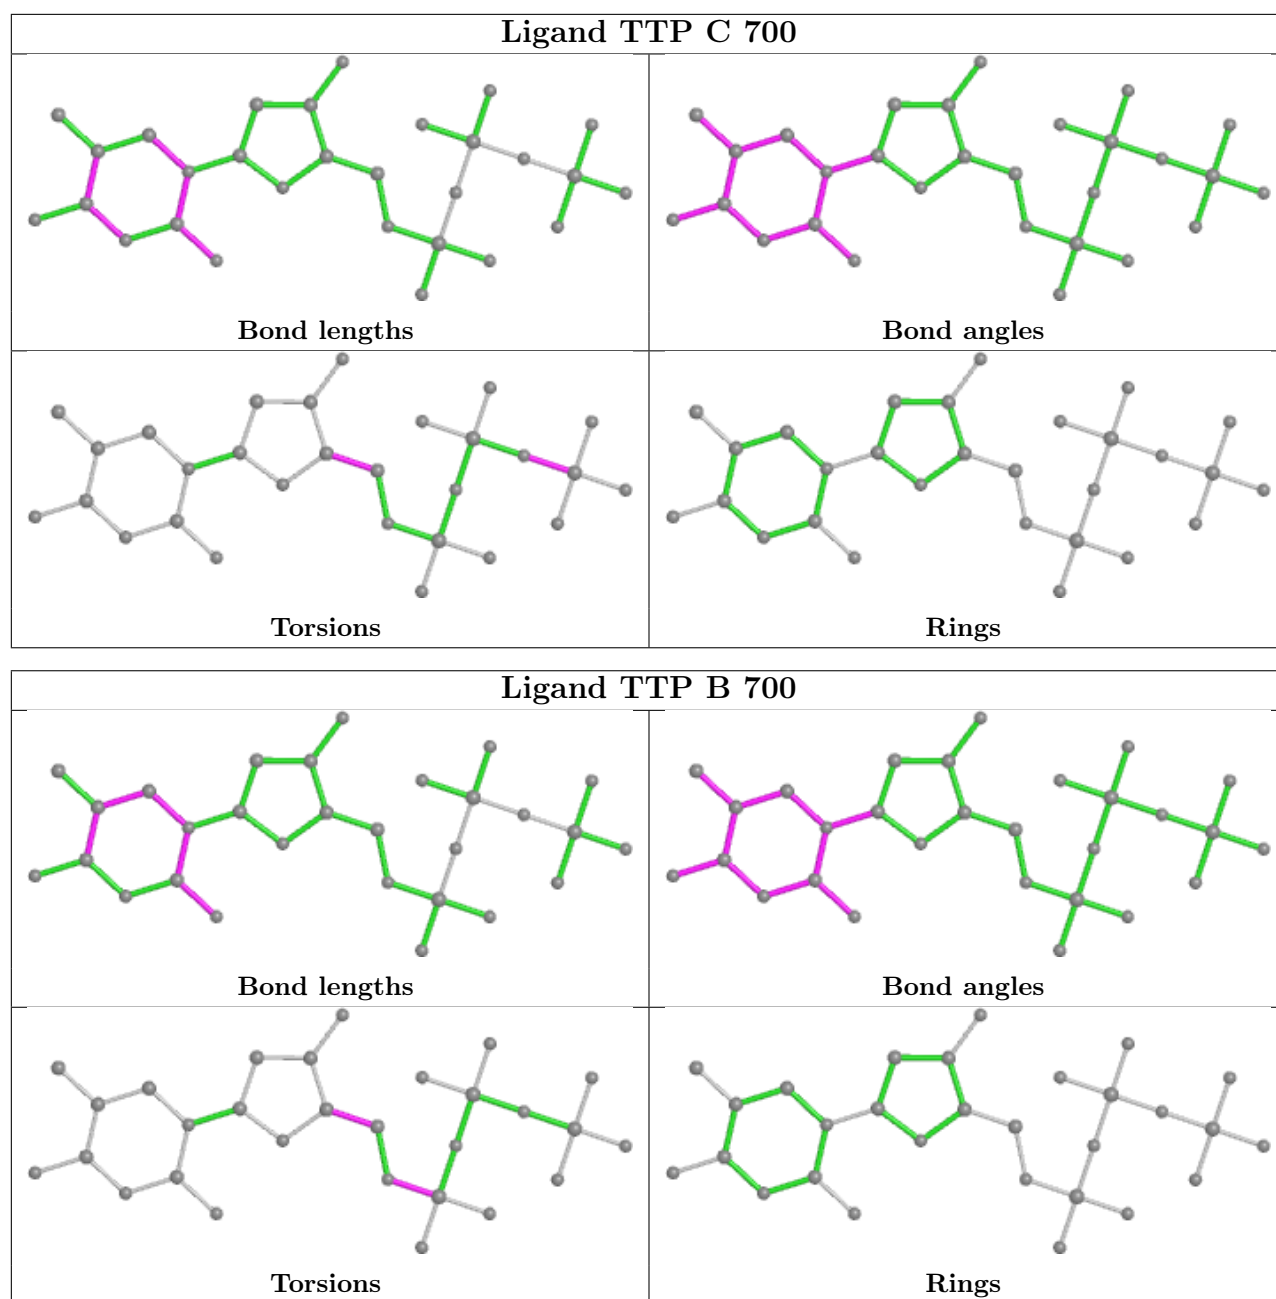 Ligand TTP C 700
Bond lengths
Bond angles
Torsions
Rings
Ligand TTP B 700
Bond lengths
Bond angles
Torsions
Rings